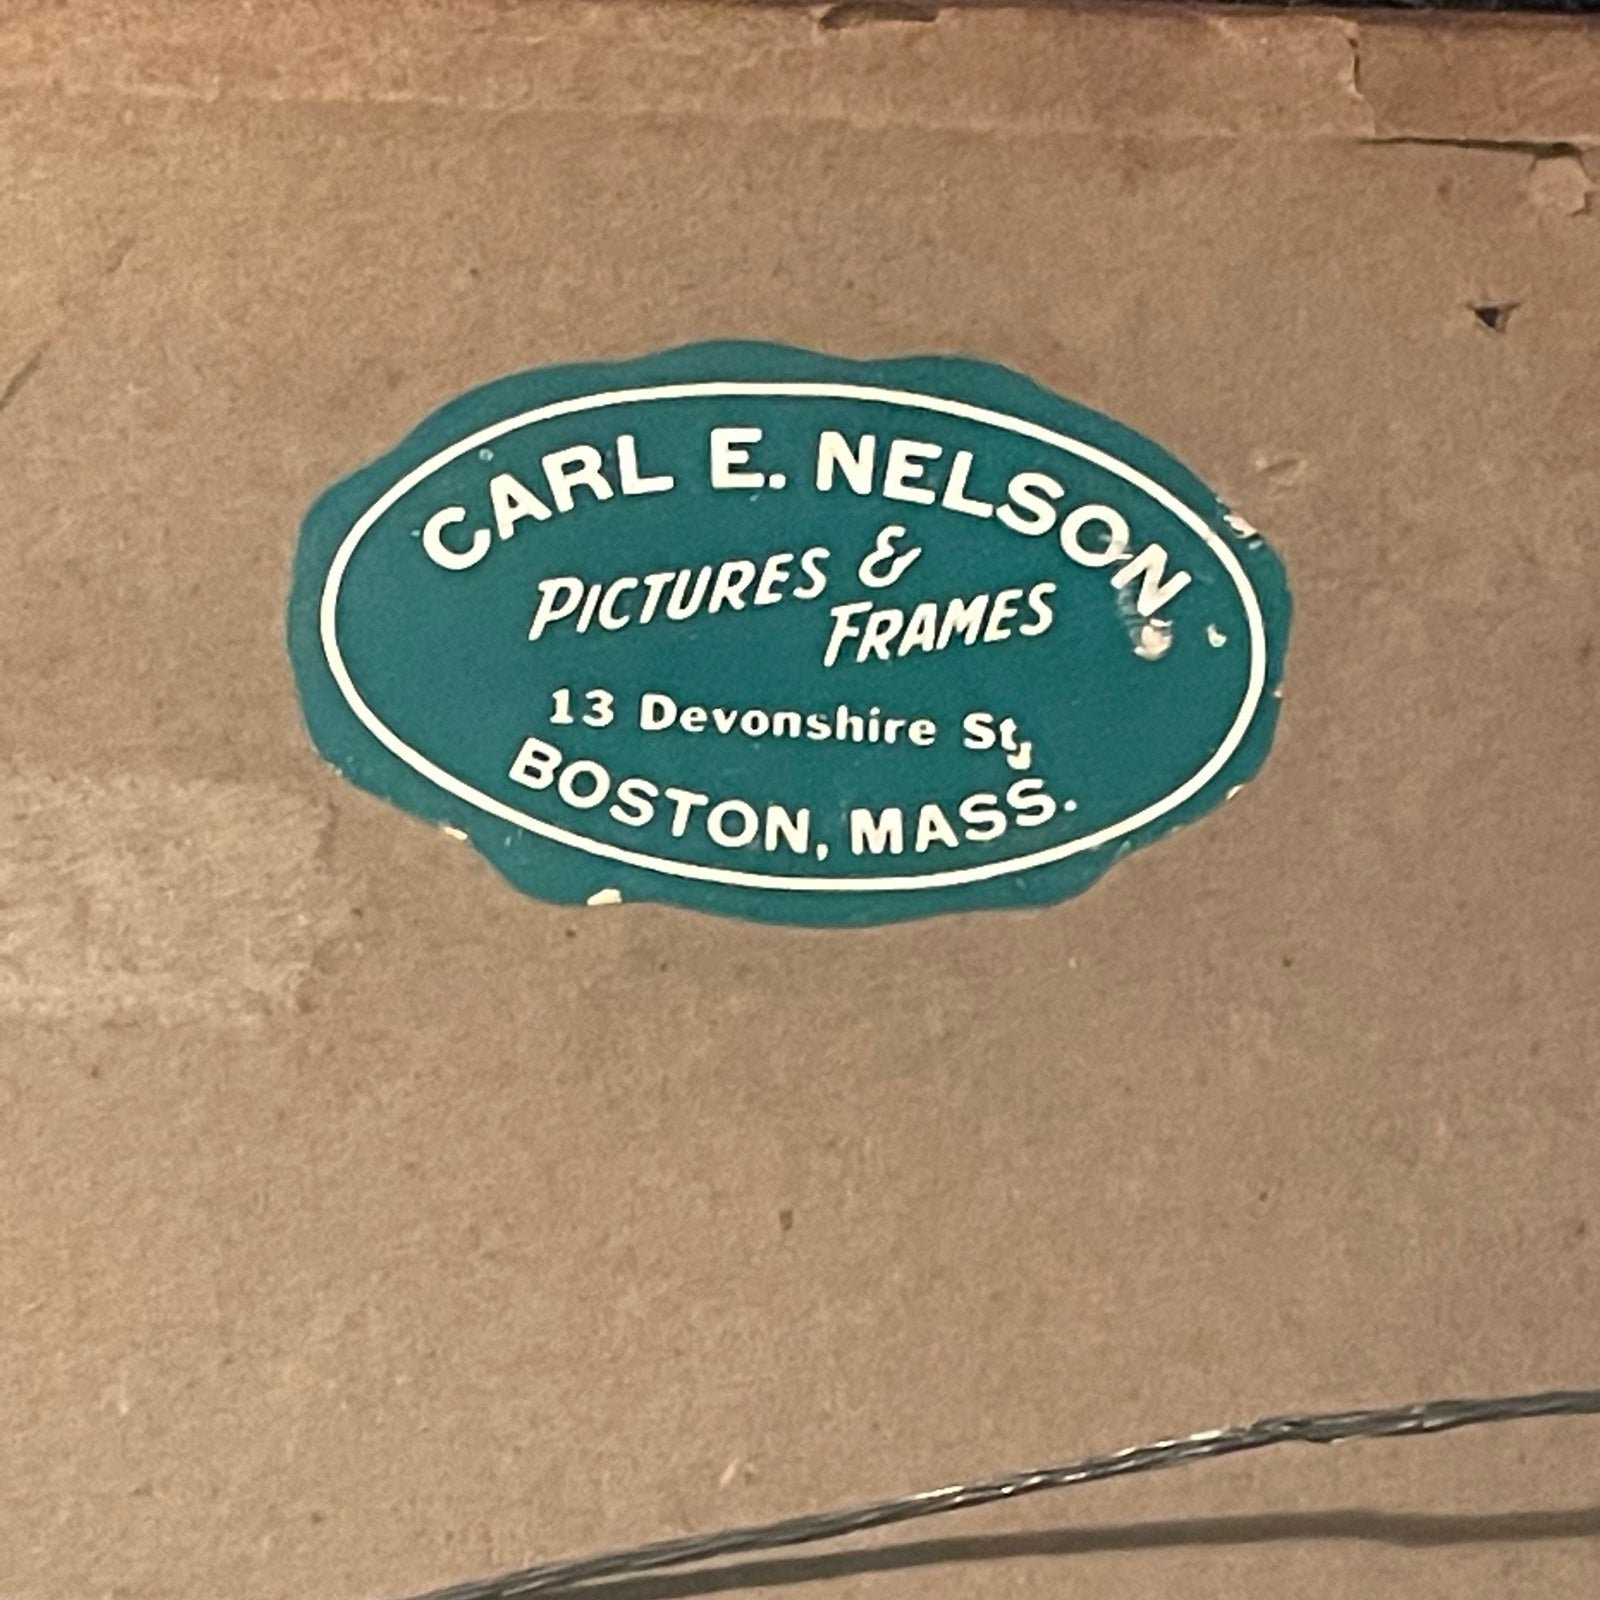 CARL E. NELSON
PICTURES &
FRAMES
13 Devonshire St,
BOSTON, MASS.